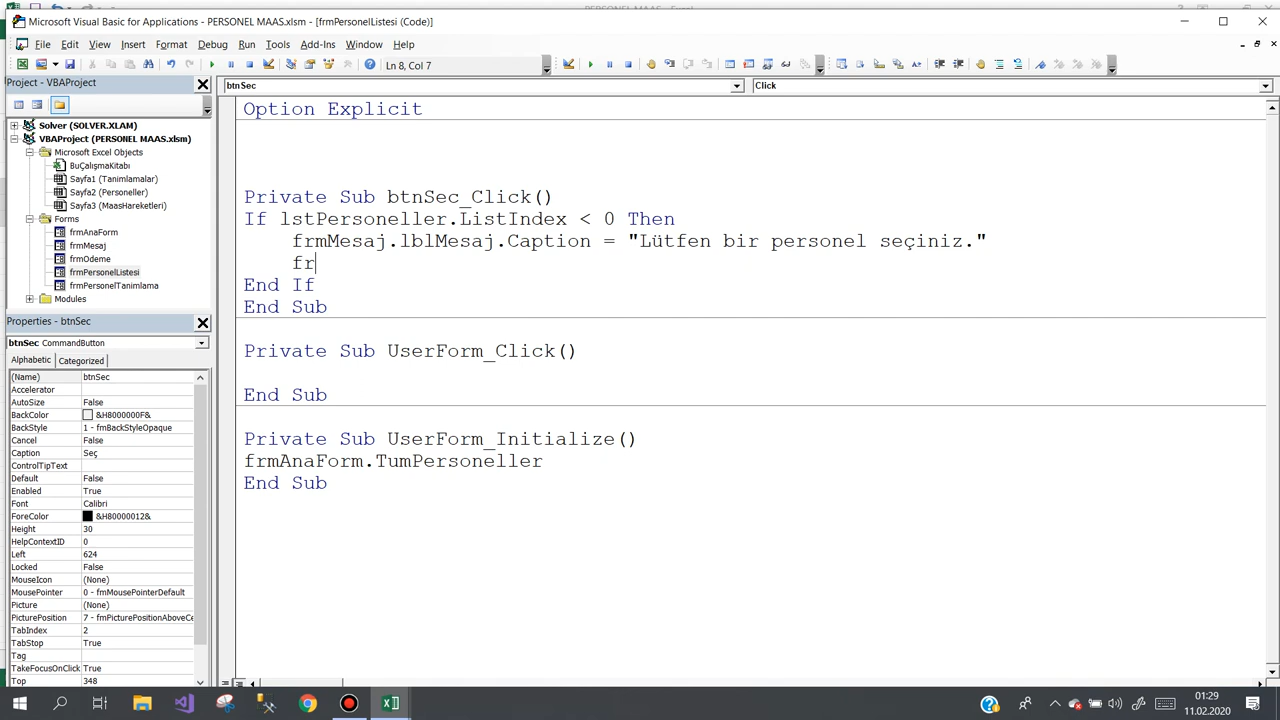 PERSONEL MAAS - Excel
Microsoft Visual Basic for Applications - PERSONEL MAAS.xlsm - [frmPersonelListesi (Code)]
File Edit View Insert Format Debug Run Tools Add-Ins Window Help
Ln 8, Col 7
Project - VBAProject
btnSec
Click
Solver (SOLVER.XLAM)
VBAProject (PERSONEL MAAS.xlsm)
Microsoft Excel Objects
BuÇalışmaKitabı
Sayfa1 (Tanimlamalar)
Sayfa2 (Personeller)
Sayfa3 (MaasHareketleri)
Forms
frmAnaForm
frmMesaj
frmOdeme
frmPersonelListesi
frmPersonelTanimlama
Modules
Properties - btnSec
btnSec CommandButton
Alphabetic Categorized
(Name) btnSec
Accelerator
AutoSize False
BackColor &H8000000F&
BackStyle 1 - fmBackStyleOpaque
Cancel False
Caption Seç
ControlTipText
Default False
Enabled True
Font Calibri
ForeColor &H80000012&
Height 30
HelpContextID 0
Left 624
Locked False
MouseIcon (None)
MousePointer 0 - fmMousePointerDefault
Picture (None)
PicturePosition 7 - fmPicturePositionAboveCe
TabIndex 2
TabStop True
Tag
TakeFocusOnClick True
Top 348
Option Explicit
Private Sub btnSec_Click()
If lstPersoneller.ListIndex < 0 Then
frmMesaj.lblMesaj.Caption = "Lütfen bir personel seçiniz."
fr
End If
End Sub
Private Sub UserForm_Click()
End Sub
Private Sub UserForm_Initialize()
frmAnaForm.TumPersoneller
End Sub
01:29
11.02.2020